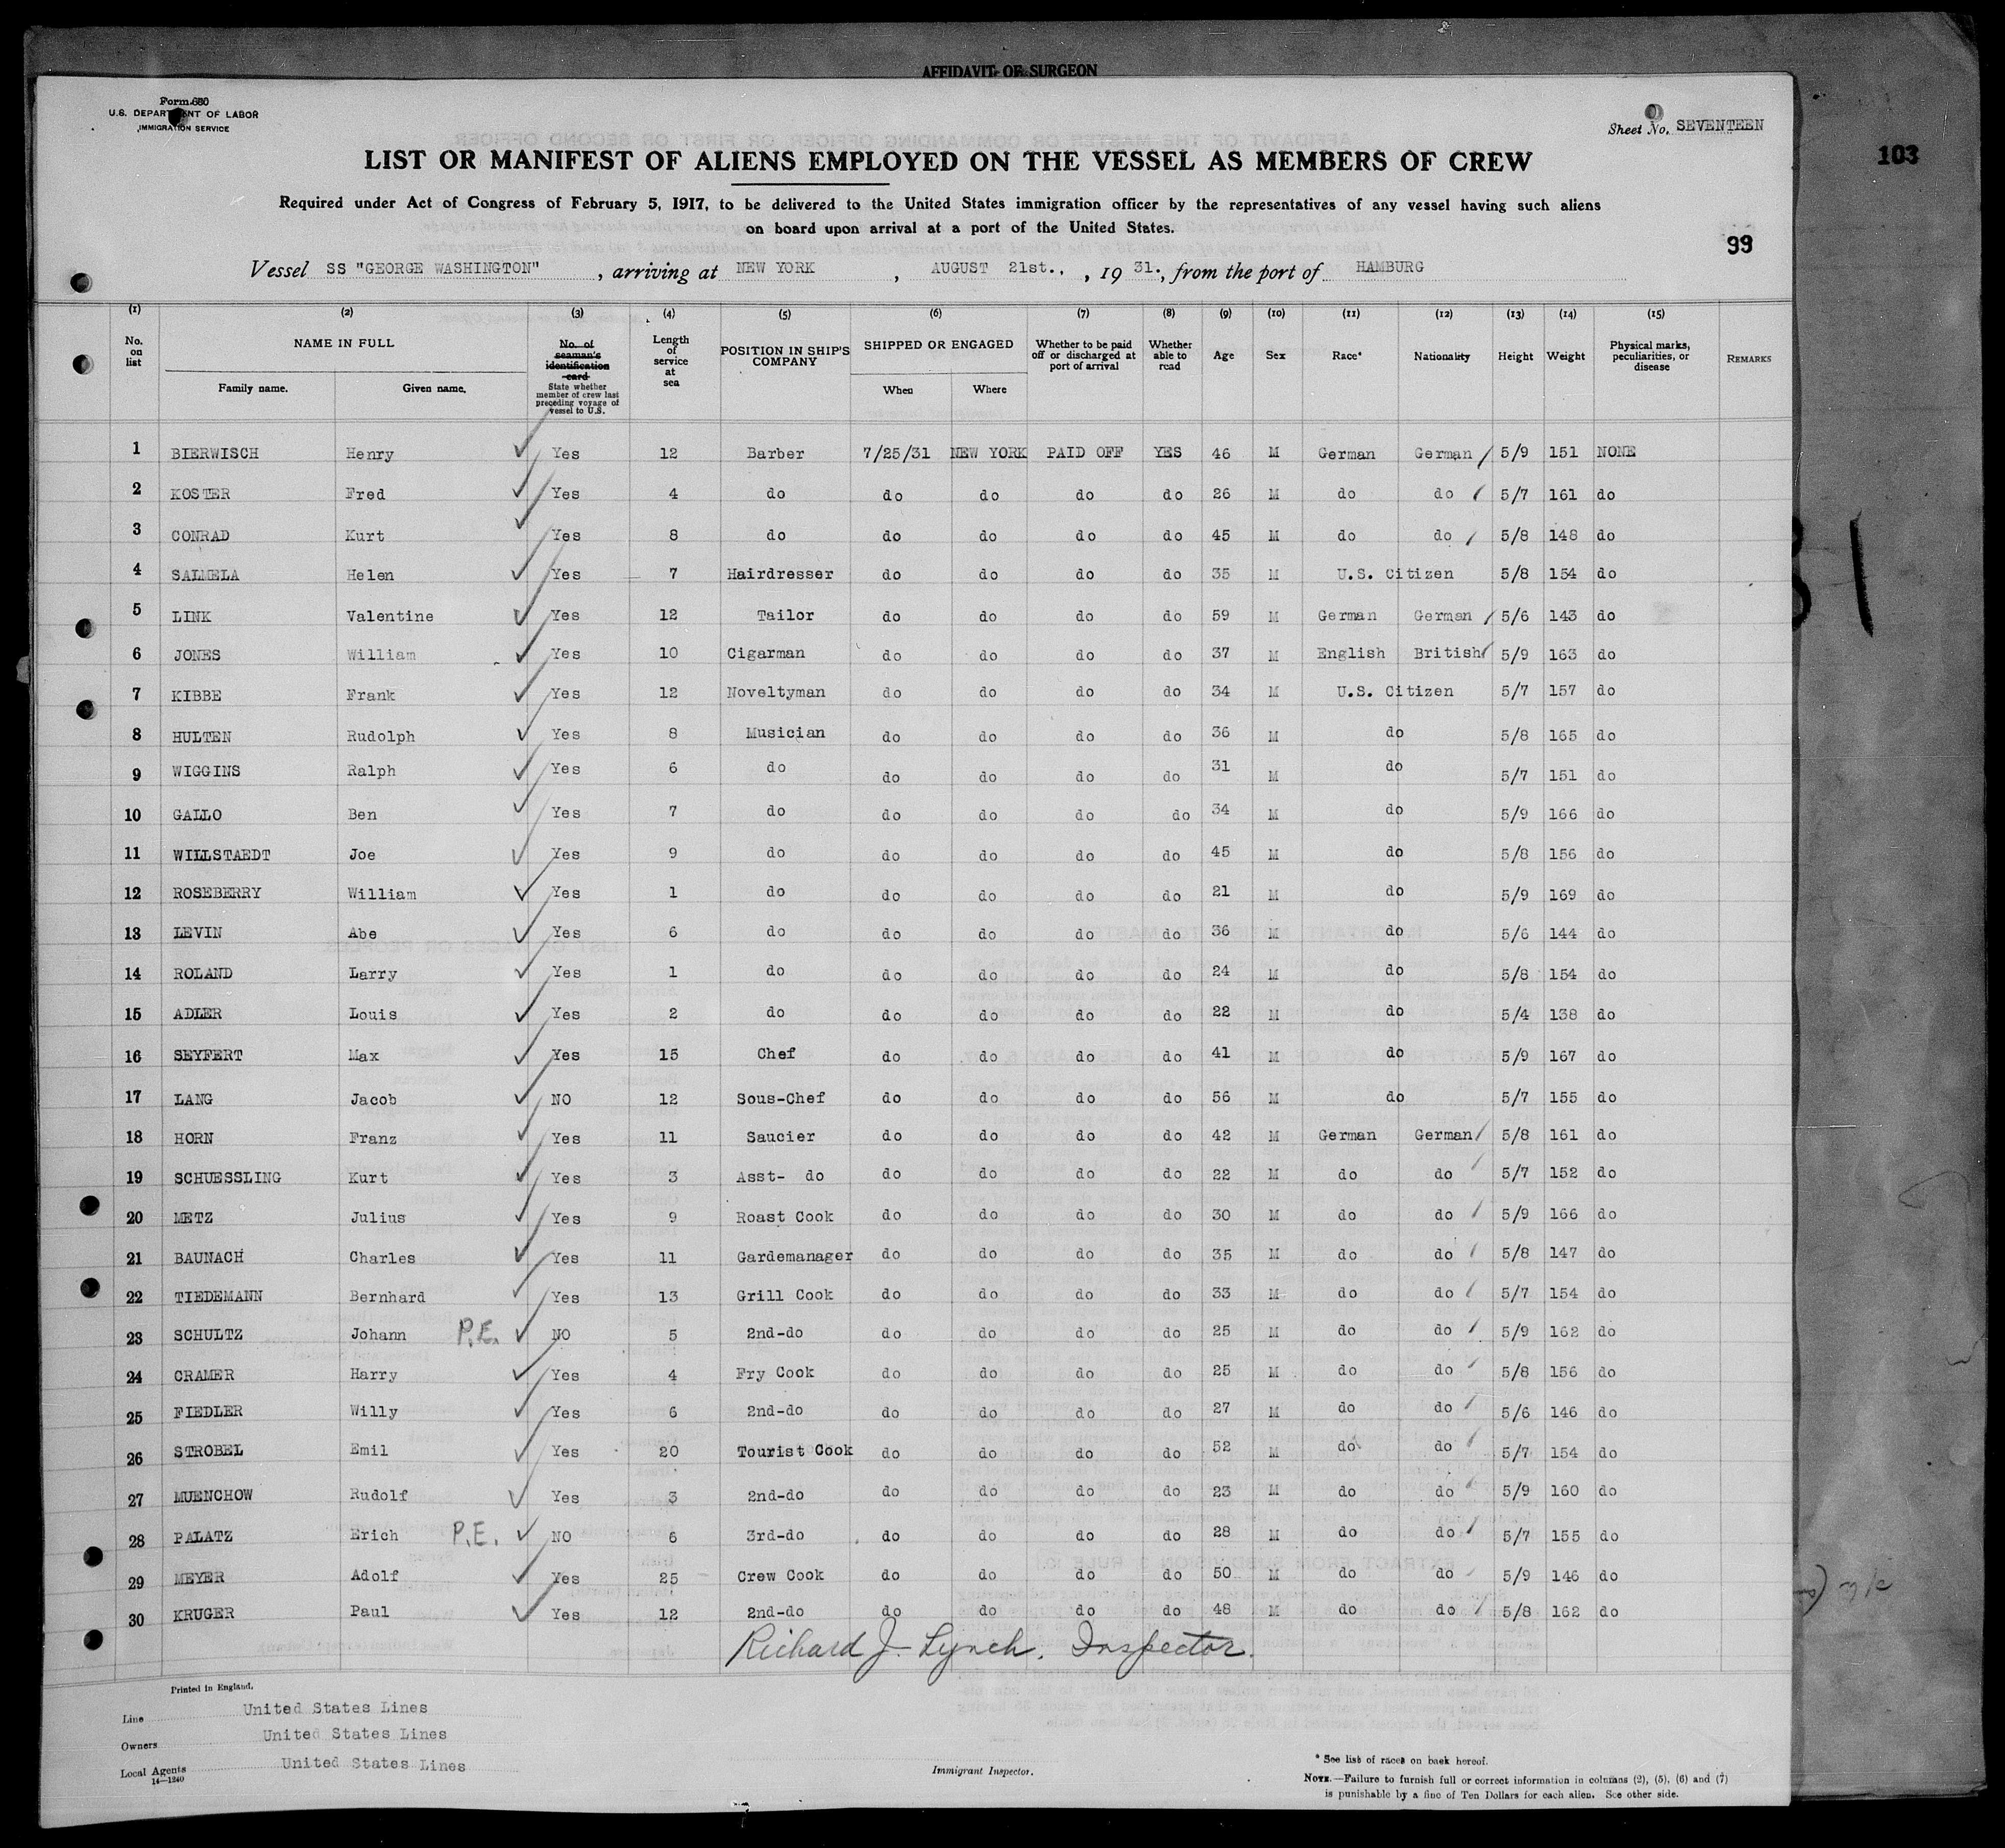 AFFIDAVIT OF SURGEON
Form 680
U.S. DEPARTMENT OF LABOR
IMMIGRATION SERVICE
Sheet No. SEVENTEEN
103
LIST OR MANIFEST OF ALIENS EMPLOYED ON THE VESSEL AS MEMBERS OF CREW
Required under Act of Congress of February 5, 1917, to be delivered to the United States immigration officer by the representatives of any vessel having such aliens
on board upon arrival at a port of the United States.
99
Vessel SS "GEORGE WASHINGTON", arriving at NEW YORK, AUGUST 21st., , 19 31., from the port of HAMBURG
(1) (2) (3) (4) (5) (6) (7) (8) (9) (10) (11) (12) (13) (14) (15)
No. on list NAME IN FULL Family name. Given name. No. of seaman's identification card State whether member of crew last preceding voyage of vessel to U.S. Length of service at sea POSITION IN SHIP'S COMPANY SHIPPED OR ENGAGED When Where Whether to be paid off or discharged at port of arrival Whether able to read Age Sex Race* Nationality Height Weight Physical marks, peculiarities, or disease REMARKS
1 BIERWISCH Henry Yes 12 Barber 7/25/31 NEW YORK PAID OFF YES 46 M German German 5/9 151 NONE
2 KOSTER Fred Yes 4 do do do do do 26 M do do 5/7 161 do
3 CONRAD Kurt Yes 8 do do do do do 45 M do do 5/8 148 do
4 SALMELA Helen Yes 7 Hairdresser do do do do 35 M U.S. Citizen 5/8 154 do
5 LINK Valentine Yes 12 Tailor do do do do 59 M German German 5/6 143 do
6 JONES William Yes 10 Cigarman do do do do 37 M English British 5/9 163 do
7 KIBBE Frank Yes 12 Noveltyman do do do do 34 M U.S. Citizen 5/7 157 do
8 HULTEN Rudolph Yes 8 Musician do do do do 36 M do 5/8 165 do
9 WIGGINS Ralph Yes 6 do do do do do 31 M do 5/7 151 do
10 GALLO Ben Yes 7 do do do do do 34 M do 5/9 166 do
11 WILLSTAEDT Joe Yes 9 do do do do do 45 M do 5/8 156 do
12 ROSEBERRY William Yes 1 do do do do do 21 M do 5/9 169 do
13 LEVIN Abe Yes 6 do do do do do 36 M do 5/6 144 do
14 ROLAND Larry Yes 1 do do do do do 24 M do 5/8 154 do
15 ADLER Louis Yes 2 do do do do do 22 M do 5/4 138 do
16 SEYFERT Max Yes 15 Chef do do do do 41 M do 5/9 167 do
17 LANG Jacob NO 12 Sous-Chef do do do do 56 M do 5/7 155 do
18 HORN Franz Yes 11 Saucier do do do do 42 M German German 5/8 161 do
19 SCHUESSLING Kurt Yes 3 Asst- do do do do do 22 M do do 5/7 152 do
20 METZ Julius Yes 9 Roast Cook do do do do 30 M do do 5/9 166 do
21 BAUNACH Charles Yes 11 Gardemanager do do do do 35 M do do 5/8 147 do
22 TIEDEMANN Bernhard Yes 13 Grill Cook do do do do 33 M do do 5/7 154 do
23 SCHULTZ Johann P.E. NO 5 2nd-do do do do do 25 M do do 5/9 162 do
24 CRAMER Harry Yes 4 Fry Cook do do do do 25 M do do 5/8 156 do
25 FIEDLER Willy Yes 6 2nd-do do do do do 27 M do do 5/6 146 do
26 STROBEL Emil Yes 20 Tourist Cook do do do do 52 M do do 5/7 154 do
27 MUENCHOW Rudolf Yes 3 2nd-do do do do do 23 M do do 5/9 160 do
28 PALATZ Erich P.E. NO 6 3rd-do do do do do 28 M do do 5/7 155 do
29 MEYER Adolf Yes 25 Crew Cook do do do do 50 M do do 5/9 146 do
30 KRUGER Paul Yes 12 2nd-do do do do do 48 M do do 5/8 162 do
Richard J. Lynch. Inspector.
Printed in England.
Line United States Lines
Owners United States Lines
Local Agents United States Lines
14—1240
Immigrant Inspector.
* See list of races on back hereof.
NOTE.—Failure to furnish full or correct information in columns (2), (5), (6) and (7)
is punishable by a fine of Ten Dollars for each alien. See other side.